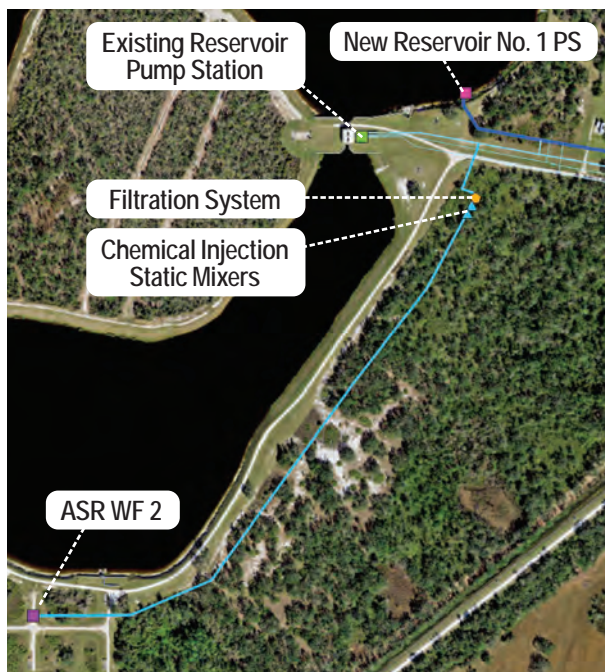 Existing Reservoir
Pump Station
New Reservoir No. 1 PS
Filtration System
Chemical Injection
Static Mixers
ASR WF 2